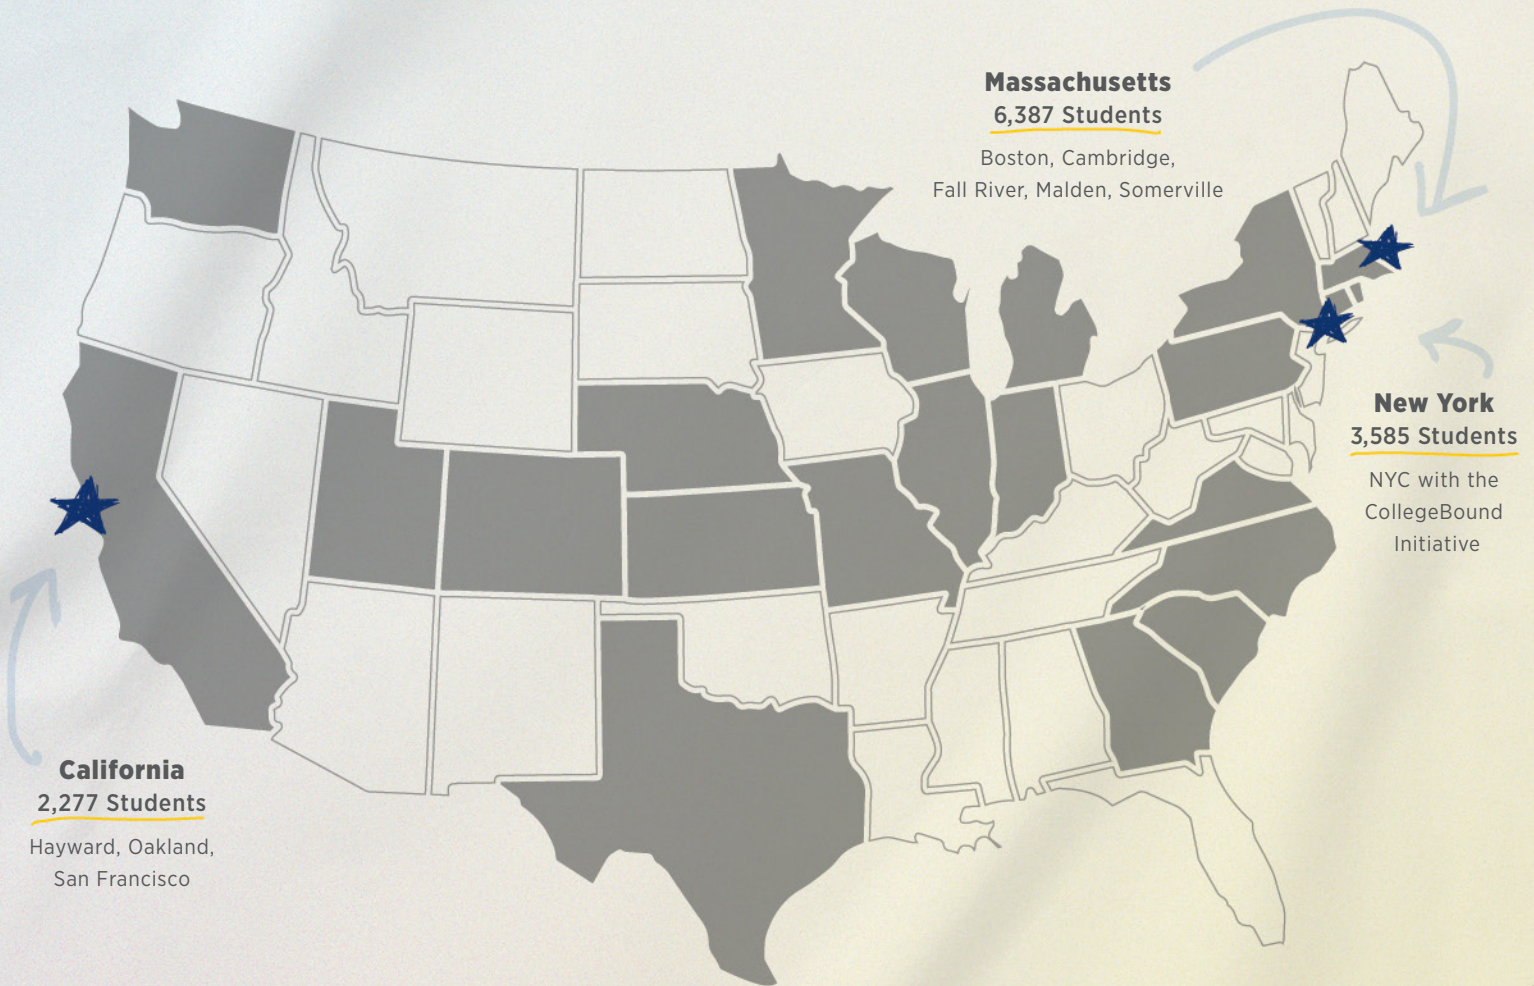 Massachusetts
6,387 Students
Boston, Cambridge,
Fall River, Malden, Somerville
New York
3,585 Students
NYC with the
CollegeBound
Initiative
California
2,277 Students
Hayward, Oakland,
San Francisco